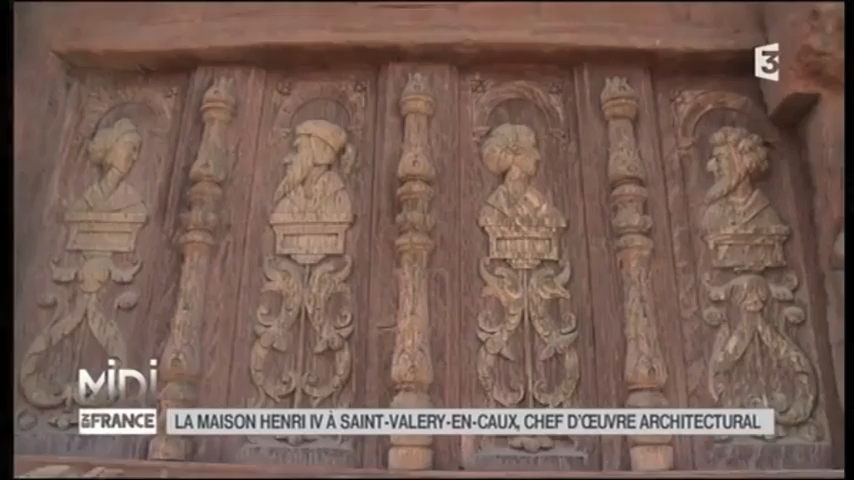 3
MIDI
EN FRANCE
LA MAISON HENRI IV À SAINT-VALERY-EN-CAUX, CHEF D'ŒUVRE ARCHITECTURAL